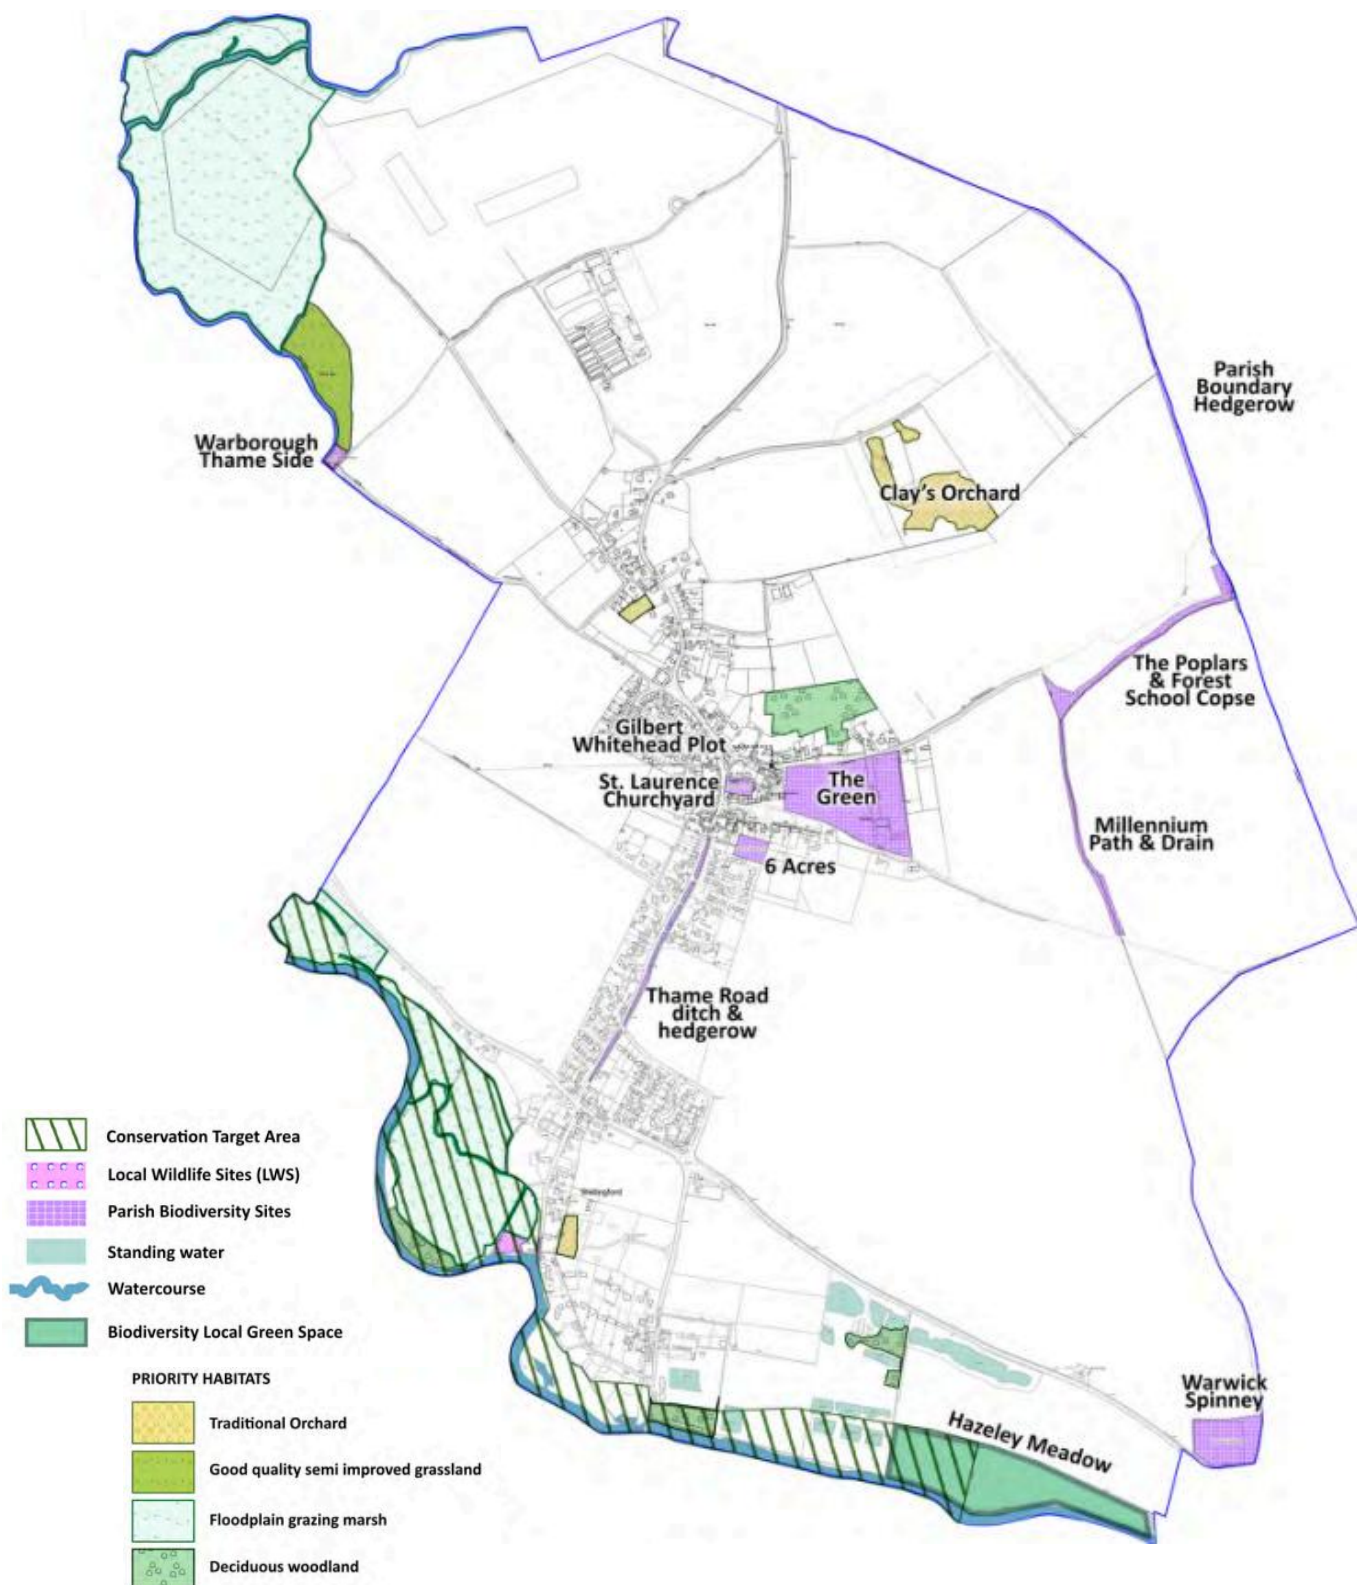 Parish
Boundary
Hedgerow
Warborough
Thame Side
Clay's Orchard
The Poplars
& Forest
School Copse
Gilbert
Whitehead Plot
St. Laurence
Churchyard
The
Green
Millennium
Path & Drain
6 Acres
Thame Road
ditch &
hedgerow
Shillingford
Warwick
Spinney
Hazeley Meadow
Conservation Target Area
Local Wildlife Sites (LWS)
Parish Biodiversity Sites
Standing water
Watercourse
Biodiversity Local Green Space
PRIORITY HABITATS
Traditional Orchard
Good quality semi improved grassland
Floodplain grazing marsh
Deciduous woodland